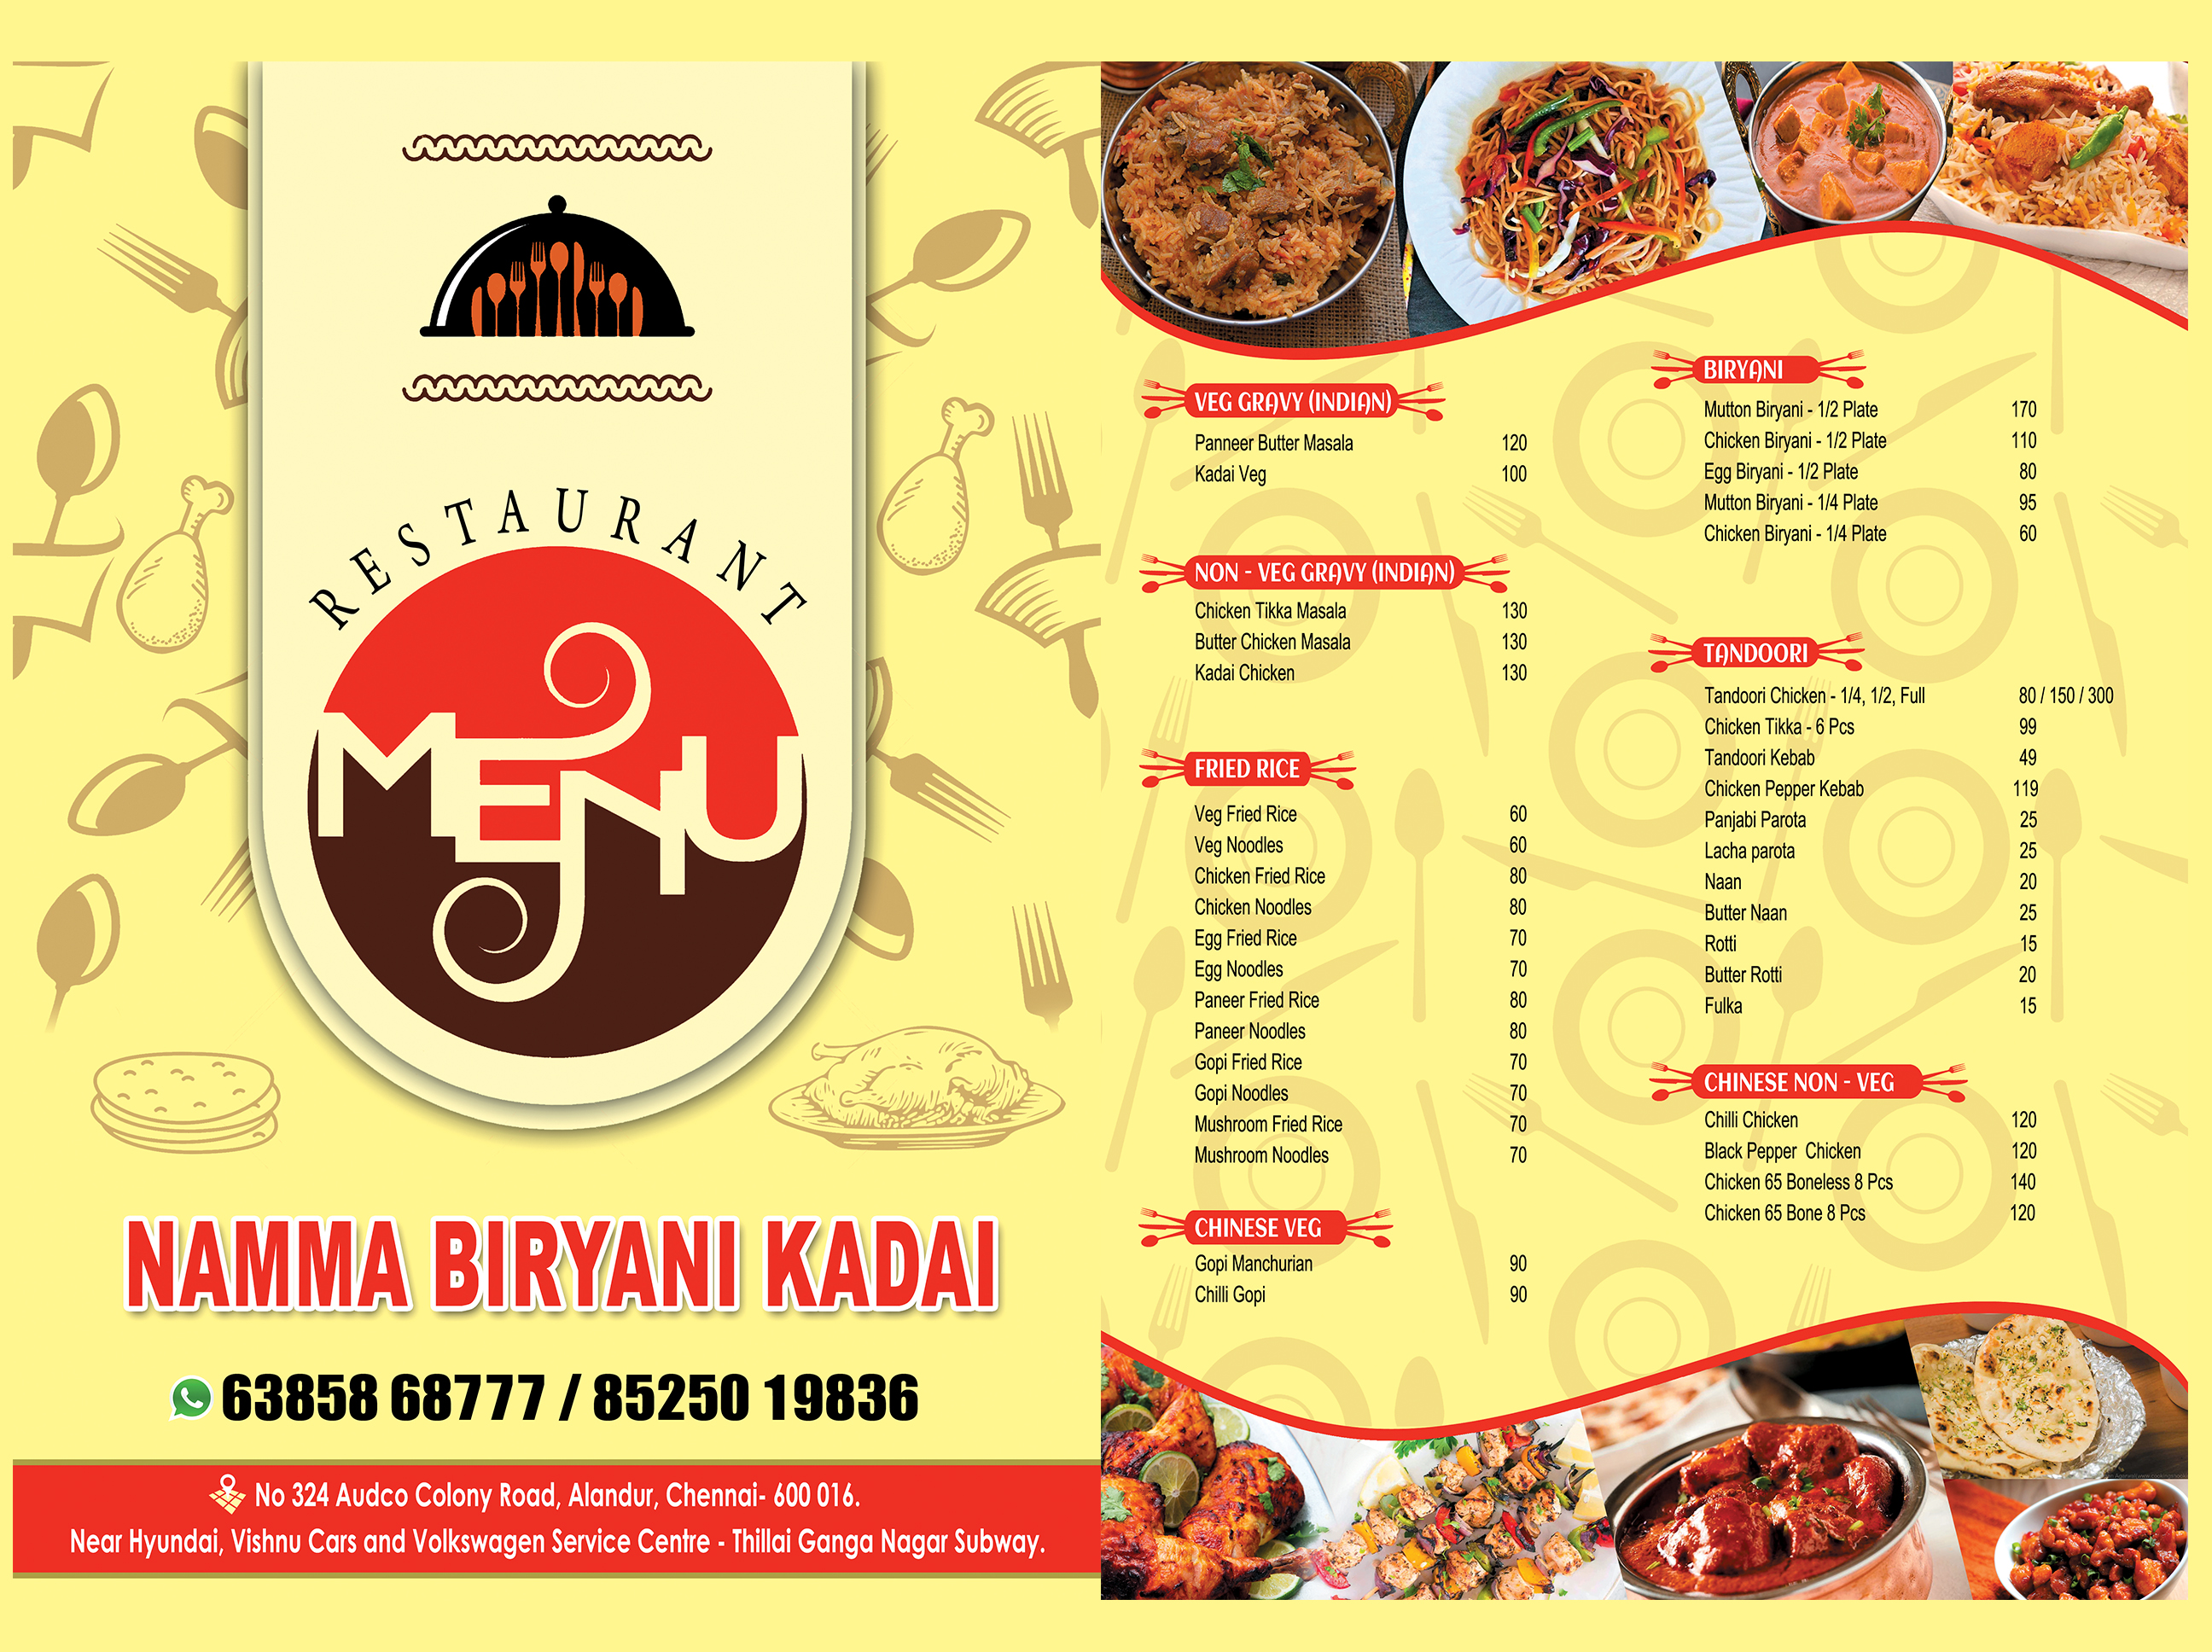 RESTAURANT
MENU
NAMMA BIRYANI KADAI
63858 68777 / 85250 19836
No 324 Audco Colony Road, Alandur, Chennai- 600 016.
Near Hyundai, Vishnu Cars and Volkswagen Service Centre - Thillai Ganga Nagar Subway.
VEG GRAVY (INDIAN)
Panneer Butter Masala 120
Kadai Veg 100
NON - VEG GRAVY (INDIAN)
Chicken Tikka Masala 130
Butter Chicken Masala 130
Kadai Chicken 130
FRIED RICE
Veg Fried Rice 60
Veg Noodles 60
Chicken Fried Rice 80
Chicken Noodles 80
Egg Fried Rice 70
Egg Noodles 70
Paneer Fried Rice 80
Paneer Noodles 80
Gopi Fried Rice 70
Gopi Noodles 70
Mushroom Fried Rice 70
Mushroom Noodles 70
CHINESE VEG
Gopi Manchurian 90
Chilli Gopi 90
BIRYANI
Mutton Biryani - 1/2 Plate 170
Chicken Biryani - 1/2 Plate 110
Egg Biryani - 1/2 Plate 80
Mutton Biryani - 1/4 Plate 95
Chicken Biryani - 1/4 Plate 60
TANDOORI
Tandoori Chicken - 1/4, 1/2, Full 80 / 150 / 300
Chicken Tikka - 6 Pcs 99
Tandoori Kebab 49
Chicken Pepper Kebab 119
Panjabi Parota 25
Lacha parota 25
Naan 20
Butter Naan 25
Rotti 15
Butter Rotti 20
Fulka 15
CHINESE NON - VEG
Chilli Chicken 120
Black Pepper Chicken 120
Chicken 65 Boneless 8 Pcs 140
Chicken 65 Bone 8 Pcs 120